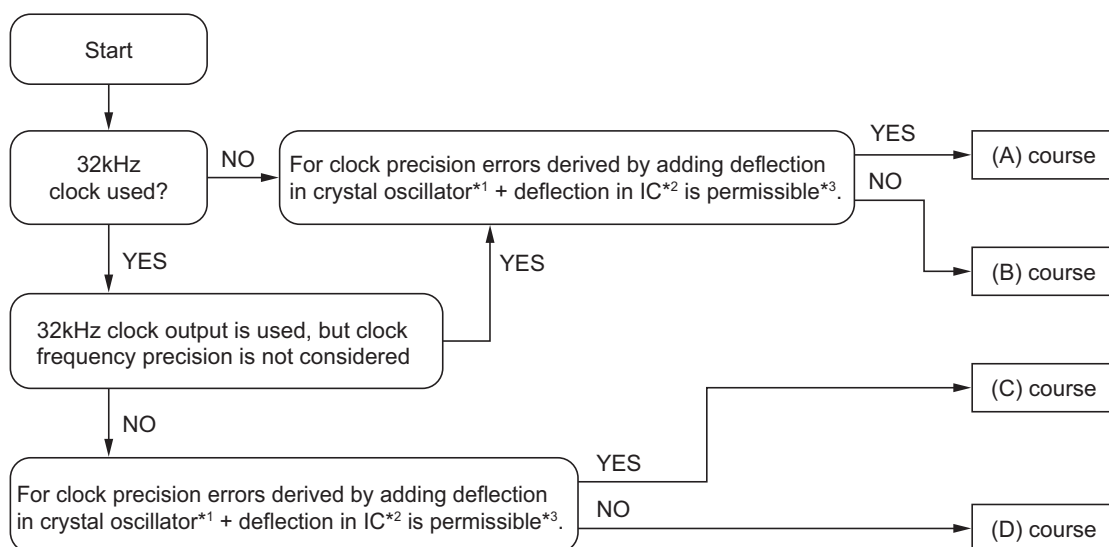 Start
32kHz
clock used?
NO
For clock precision errors derived by adding deflection
in crystal oscillator*1 + deflection in IC*2 is permissible*3.
YES
(A) course
NO
(B) course
YES
YES
32kHz clock output is used, but clock
frequency precision is not considered
NO
(C) course
For clock precision errors derived by adding deflection
in crystal oscillator*1 + deflection in IC*2 is permissible*3.
YES
NO
(D) course